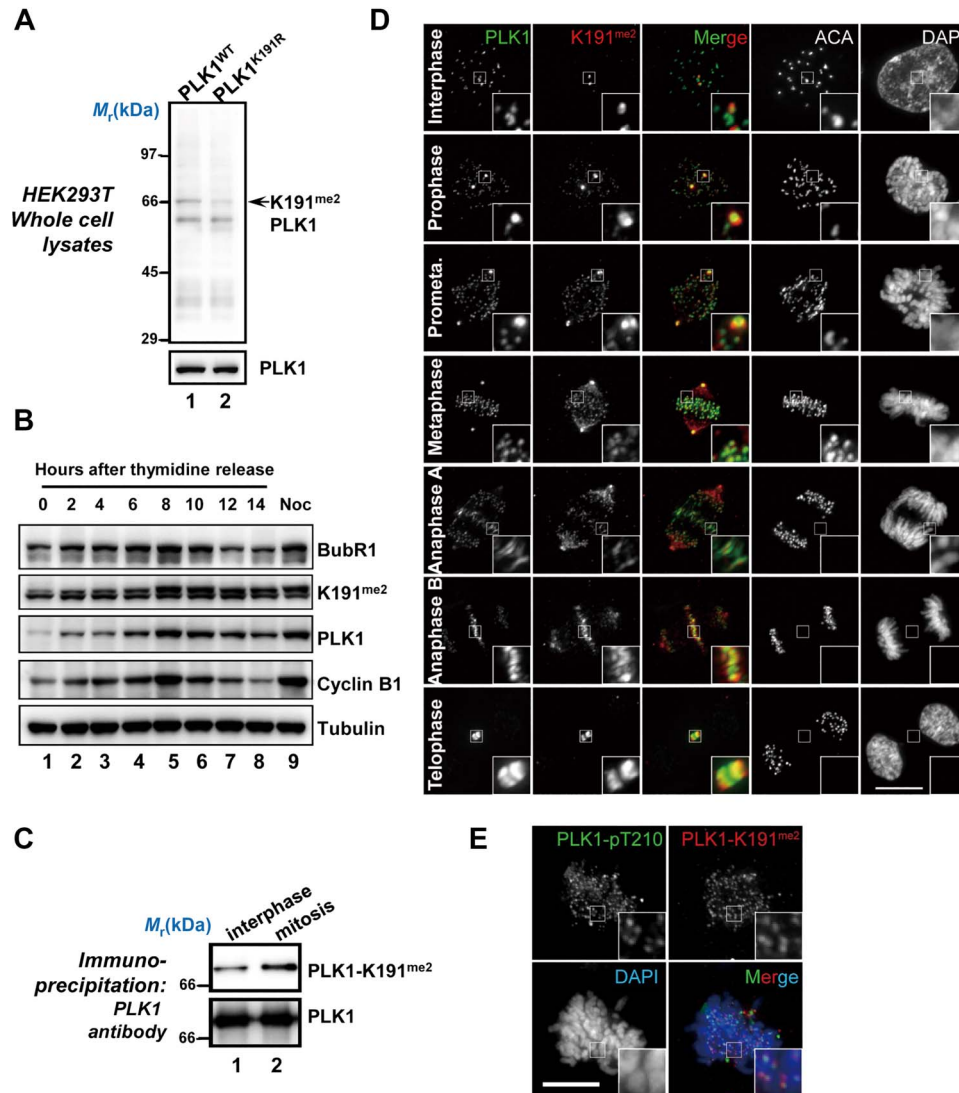 A
PLK1WT
PLK1K191R
Mr(kDa)
97-
66
45
29
HEK293T
Whole cell
lysates
K191me2
PLK1
PLK1
1 2
B
Hours after thymidine release
0 2 4 6 8 10 12 14 Noc
BubR1
K191me2
PLK1
Cyclin B1
Tubulin
1 2 3 4 5 6 7 8 9
C
interphase
mitosis
Mr(kDa)
Immuno-
precipitation:
PLK1
antibody
66
66
PLK1-K191me2
PLK1
1 2
D
PLK1 K191me2 Merge ACA DAPI
Interphase
Prophase
Prometa.
Metaphase
Anaphase A
Anaphase B
Telophase
E
PLK1-pT210 PLK1-K191me2
DAPI Merge